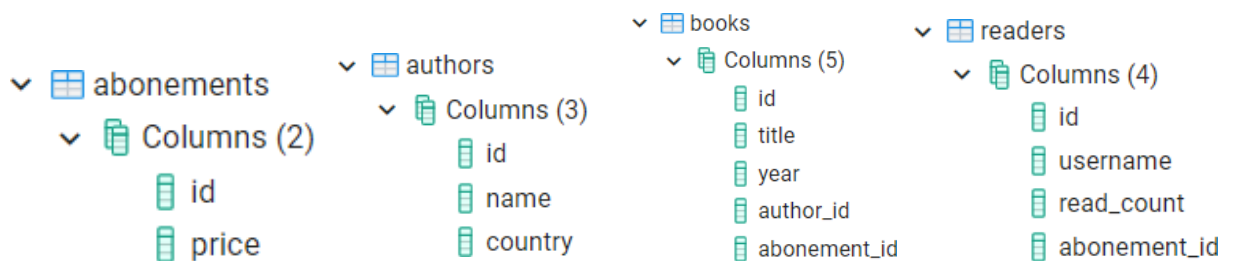 abonements
Columns (2)
id
price
authors
Columns (3)
id
name
country
books
Columns (5)
id
title
year
author_id
abonement_id
readers
Columns (4)
id
username
read_count
abonement_id